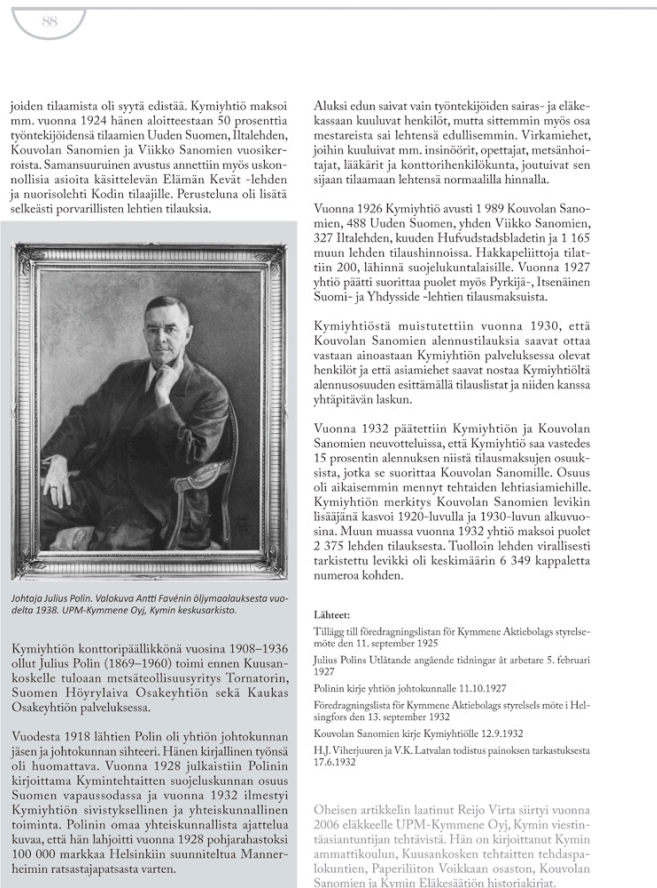 88
joiden tilaamista oli syytä edistää. Kymiyhtiö maksoi
mm. vuonna 1924 hänen aloitteestaan 50 prosenttia
työntekijöidensä tilaamien Uuden Suomen, Iltalehden,
Kouvolan Sanomien ja Viikko Sanomien vuosiker-
roista. Samansuuruinen avustus annettiin myös uskon-
nollisia asioita käsittelevän Elämän Kevät -lehden
ja nuorisolehti Kodin tilaajille. Perusteluna oli lisätä
selkeästi porvarillisten lehtien tilauksia.
Johtaja Julius Polin. Valokuva Antti Favénin öljymaalauksesta vuo-
delta 1938. UPM-Kymmene Oyj, Kymin keskusarkisto.
Kymiyhtiön konttoripäällikkönä vuosina 1908–1936
ollut Julius Polin (1869–1960) toimi ennen Kuusan-
koskelle tuloaan metsäteollisuusyritys Tornatorin,
Suomen Höyrylaiva Osakeyhtiön sekä Kaukas
Osakeyhtiön palveluksessa.
Vuodesta 1918 lähtien Polin oli yhtiön johtokunnan
jäsen ja johtokunnan sihteeri. Hänen kirjallinen työnsä
oli huomattava. Vuonna 1928 julkaistiin Polinin
kirjoittama Kymintehtaitten suojeluskunnan osuus
Suomen vapaussodassa ja vuonna 1932 ilmestyi
Kymiyhtiön sivistyksellinen ja yhteiskunnallinen
toiminta. Polinin omaa yhteiskunnallista ajattelua
kuvaa, että hän lahjoitti vuonna 1928 pohjarahastoksi
100 000 markkaa Helsinkiin suunniteltua Manner-
heimin ratsastajapatsasta varten.
Aluksi edun saivat vain työntekijöiden sairas- ja eläke-
kassaan kuuluvat henkilöt, mutta sittemmin myös osa
mestareista sai lehtensä edullisemmin. Virkamiehet,
joihin kuuluivat mm. insinöörit, opettajat, metsänhoi-
tajat, lääkärit ja konttorihenkilökunta, joutuivat sen
sijaan tilaamaan lehtensä normaalilla hinnalla.
Vuonna 1926 Kymiyhtiö avusti 1 989 Kouvolan Sano-
mien, 488 Uuden Suomen, yhden Viikko Sanomien,
327 Iltalehden, kuuden Hufvudstadsbladetin ja 1 165
muun lehden tilaushinnoissa. Hakkapeliittoja tilat-
tiin 200, lähinnä suojelukuntalaisille. Vuonna 1927
yhtiö päätti suorittaa puolet myös Pyrkijä-, Itsenäinen
Suomi- ja Yhdysside -lehtien tilausmaksuista.
Kymiyhtiöstä muistutettiin vuonna 1930, että
Kouvolan Sanomien alennustilauksia saavat ottaa
vastaan ainoastaan Kymiyhtiön palveluksessa olevat
henkilöt ja että asiamiehet saavat nostaa Kymiyhtiöltä
alennusosuuden esittämällä tilauslistat ja niiden kanssa
yhtäpitävän laskun.
Vuonna 1932 päätettiin Kymiyhtiön ja Kouvolan
Sanomien neuvotteluissa, että Kymiyhtiö saa vastedes
15 prosentin alennuksen niistä tilausmaksujen osuuk-
sista, jotka se suorittaa Kouvolan Sanomille. Osuus
oli aikaisemmin mennyt tehtaiden lehtiasiamiehille.
Kymiyhtiön merkitys Kouvolan Sanomien levikin
lisääjänä kasvoi 1920-luvulla ja 1930-luvun alkuvuo-
sina. Muun muassa vuonna 1932 yhtiö maksoi puolet
2 375 lehden tilauksesta. Tuolloin lehden virallisesti
tarkistettu levikki oli keskimäärin 6 349 kappaletta
numeroa kohden.
Lähteet:
Tillägg till föredragningslistan för Kymmene Aktiebolags styrelse-
möte den 11. september 1925
Julius Polins Utlåtande angående tidningar åt arbetare 5. februari
1927
Polinin kirje yhtiön johtokunnalle 11.10.1927
Föredragningslista för Kymmene Aktiebolags styrelsels möte i Hel-
singfors den 13. september 1932
Kouvolan Sanomien kirje Kymiyhtiölle 12.9.1932
H.J. Viherjuuren ja V.K. Latvalan todistus painoksen tarkastuksesta
17.6.1932
Oheisen artikkelin laatinut Reijo Virta siirtyi vuonna
2006 eläkkeelle UPM-Kymmene Oyj, Kymin viestin-
täasiantuntijan tehtävistä. Hän on kirjoittanut Kymin
ammattikoulun, Kuusankosken tehtaitten tehdaspa-
lokuntien, Paperiliiton Voikkaan osaston, Kouvolan
Sanomien ja Kymin Eläkesäätiön historiakirjat.